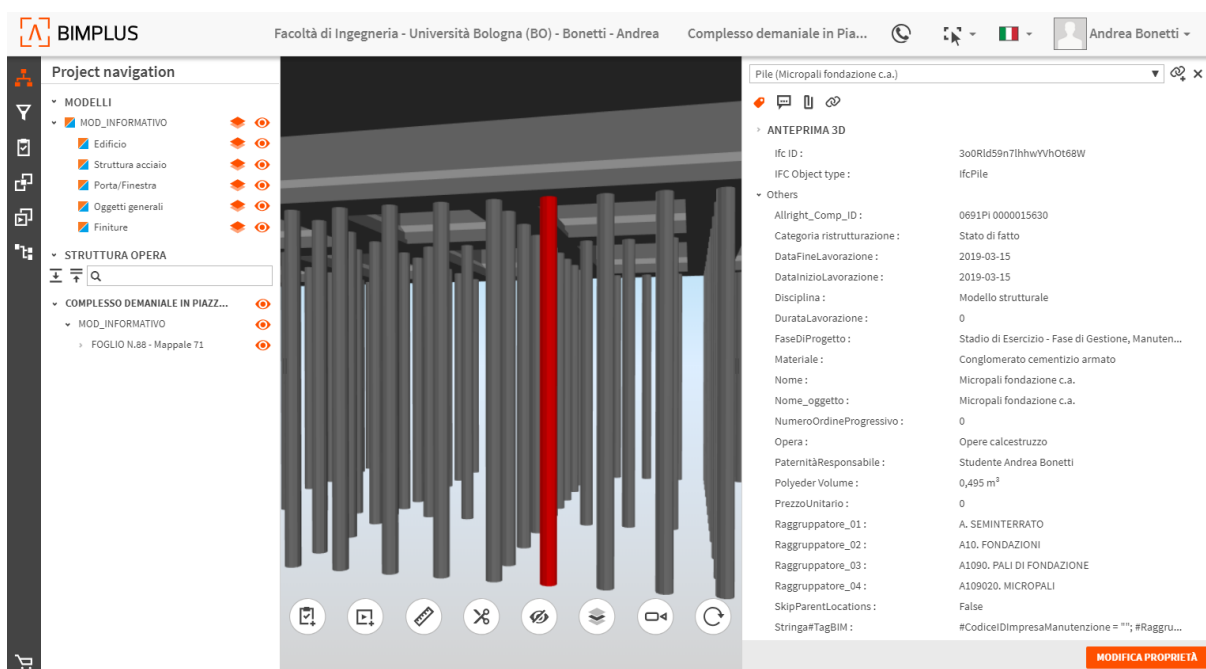 BIMPLUS
Facoltà di Ingegneria - Università Bologna (BO) - Bonetti - Andrea
Complesso demaniale in Pia...
Andrea Bonetti
Project navigation
MODELLI
MOD_INFORMATIVO
Edificio
Struttura acciaio
Porta/Finestra
Oggetti generali
Finiture
STRUTTURA OPERA
COMPLESSO DEMANIALE IN PIAZZ...
MOD_INFORMATIVO
FOGLIO N.88 - Mappale 71
Pile (Micropali fondazione c.a.)
ANTEPRIMA 3D
Ifc ID : 3o0Rld59n7lhhwYVhOt68W
IFC Object type : IfcPile
Others
Allright_Comp_ID : 0691Pi 0000015630
Categoria ristrutturazione : Stato di fatto
DataFineLavorazione : 2019-03-15
DataInizioLavorazione : 2019-03-15
Disciplina : Modello strutturale
DurataLavorazione : 0
FaseDiProgetto : Stadio di Esercizio - Fase di Gestione, Manuten...
Materiale : Conglomerato cementizio armato
Nome : Micropali fondazione c.a.
Nome_oggetto : Micropali fondazione c.a.
NumeroOrdineProgressivo : 0
Opera : Opere calcestruzzo
PaternitàResponsabile : Studente Andrea Bonetti
Polyeder Volume : 0,495 m³
PrezzoUnitario : 0
Raggruppatore_01 : A. SEMINTERRATO
Raggruppatore_02 : A10. FONDAZIONI
Raggruppatore_03 : A1090. PALI DI FONDAZIONE
Raggruppatore_04 : A109020. MICROPALI
SkipParentLocations : False
Stringa#TagBIM : #CodiceIDImpresaManutenzione = ""; #Raggru...
MODIFICA PROPRIETÀ